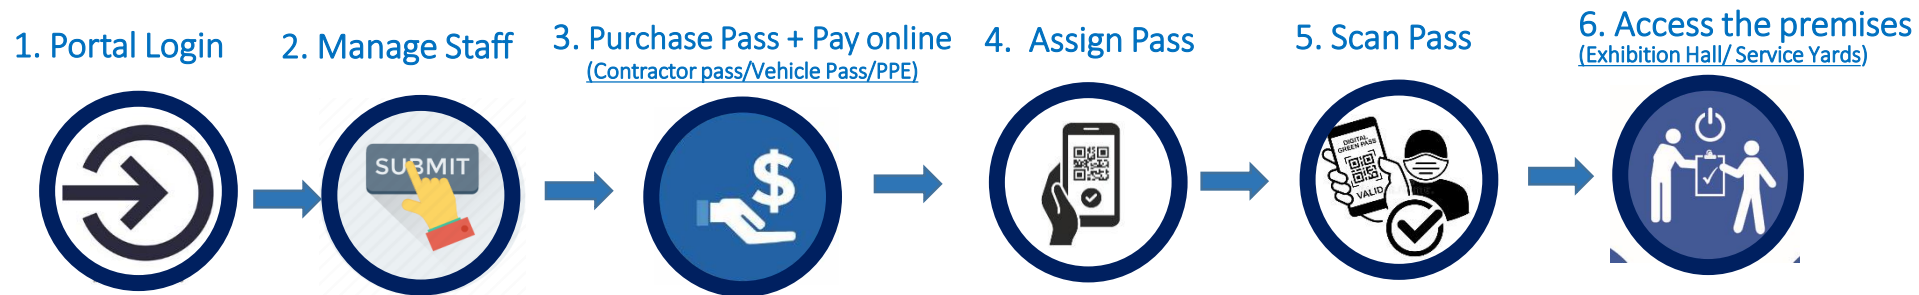 1. Portal Login
2. Manage Staff
3. Purchase Pass + Pay online
(Contractor pass/Vehicle Pass/PPE)
4. Assign Pass
5. Scan Pass
6. Access the premises
(Exhibition Hall/ Service Yards)
SUBMIT
$
DIGITAL
GREEN PASS
VALID